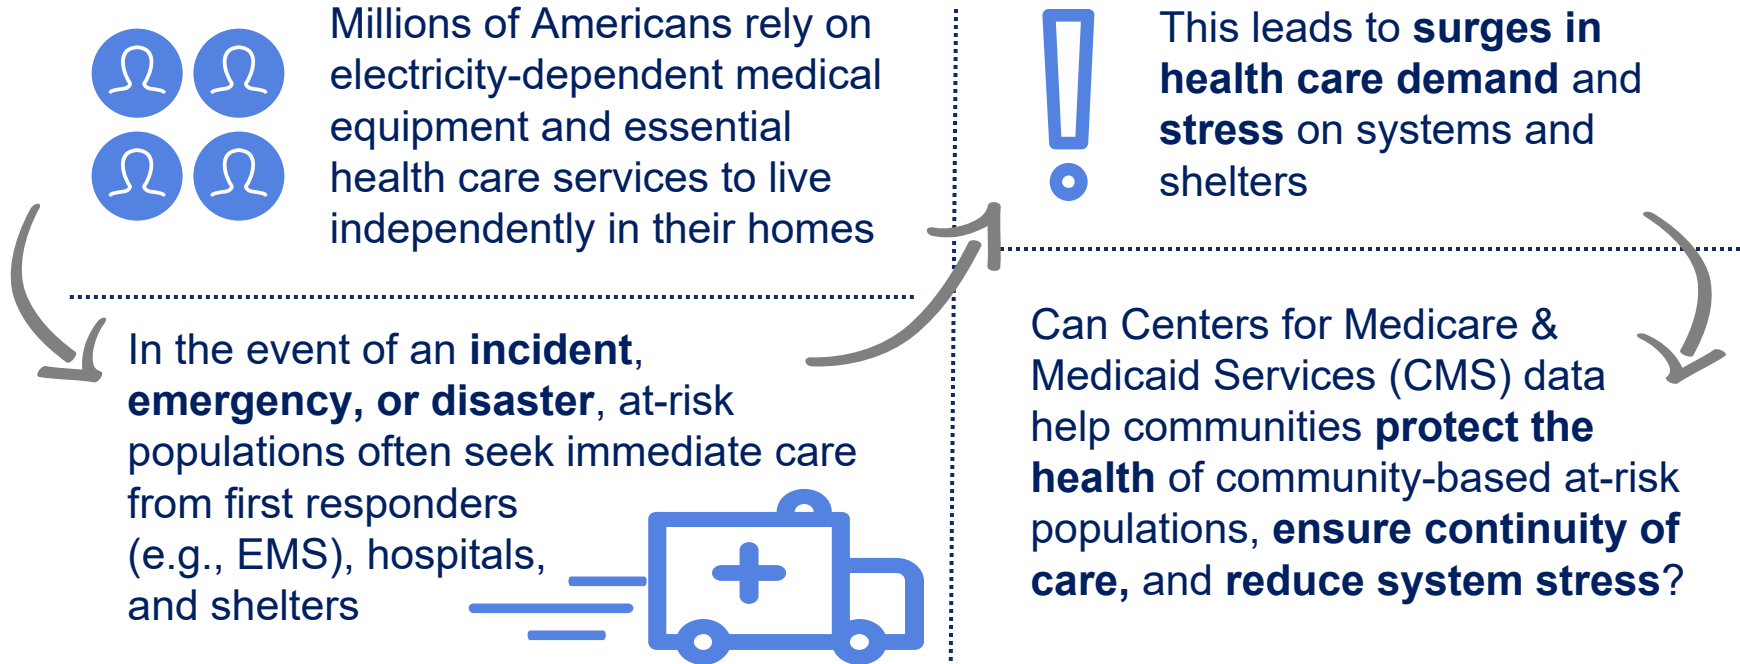 Millions of Americans rely on
electricity-dependent medical
equipment and essential
health care services to live
independently in their homes
In the event of an incident,
emergency, or disaster, at-risk
populations often seek immediate care
from first responders
(e.g., EMS), hospitals,
and shelters
This leads to surges in
health care demand and
stress on systems and
shelters
Can Centers for Medicare &
Medicaid Services (CMS) data
help communities protect the
health of community-based at-risk
populations, ensure continuity of
care, and reduce system stress?